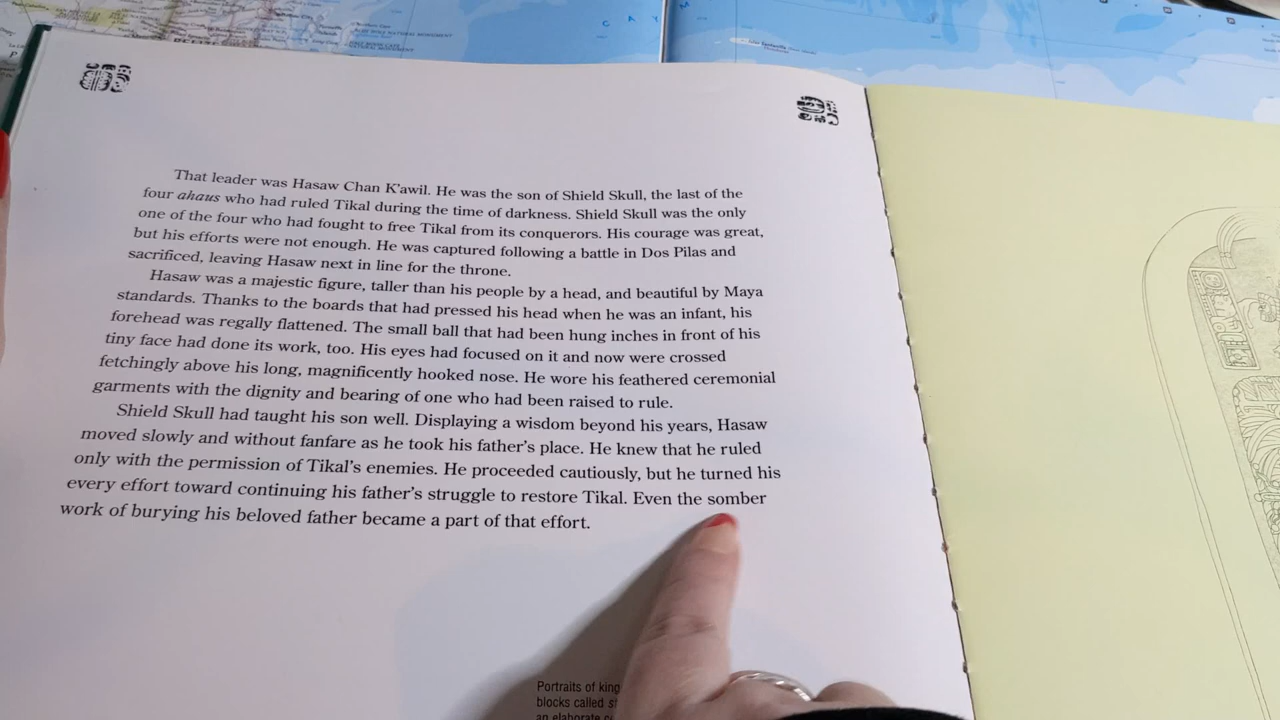 That leader was Hasaw Chan K'awil. He was the son of Shield Skull, the last of the
four ahaus who had ruled Tikal during the time of darkness. Shield Skull was the only
one of the four who had fought to free Tikal from its conquerors. His courage was great,
but his efforts were not enough. He was captured following a battle in Dos Pilas and
sacrificed, leaving Hasaw next in line for the throne.
Hasaw was a majestic figure, taller than his people by a head, and beautiful by Maya
standards. Thanks to the boards that had pressed his head when he was an infant, his
forehead was regally flattened. The small ball that had been hung inches in front of his
tiny face had done its work, too. His eyes had focused on it and now were crossed
fetchingly above his long, magnificently hooked nose. He wore his feathered ceremonial
garments with the dignity and bearing of one who had been raised to rule.
Shield Skull had taught his son well. Displaying a wisdom beyond his years, Hasaw
moved slowly and without fanfare as he took his father's place. He knew that he ruled
only with the permission of Tikal's enemies. He proceeded cautiously, but he turned his
every effort toward continuing his father's struggle to restore Tikal. Even the somber
work of burying his beloved father became a part of that effort.
Portraits of king
blocks called
an elaborate